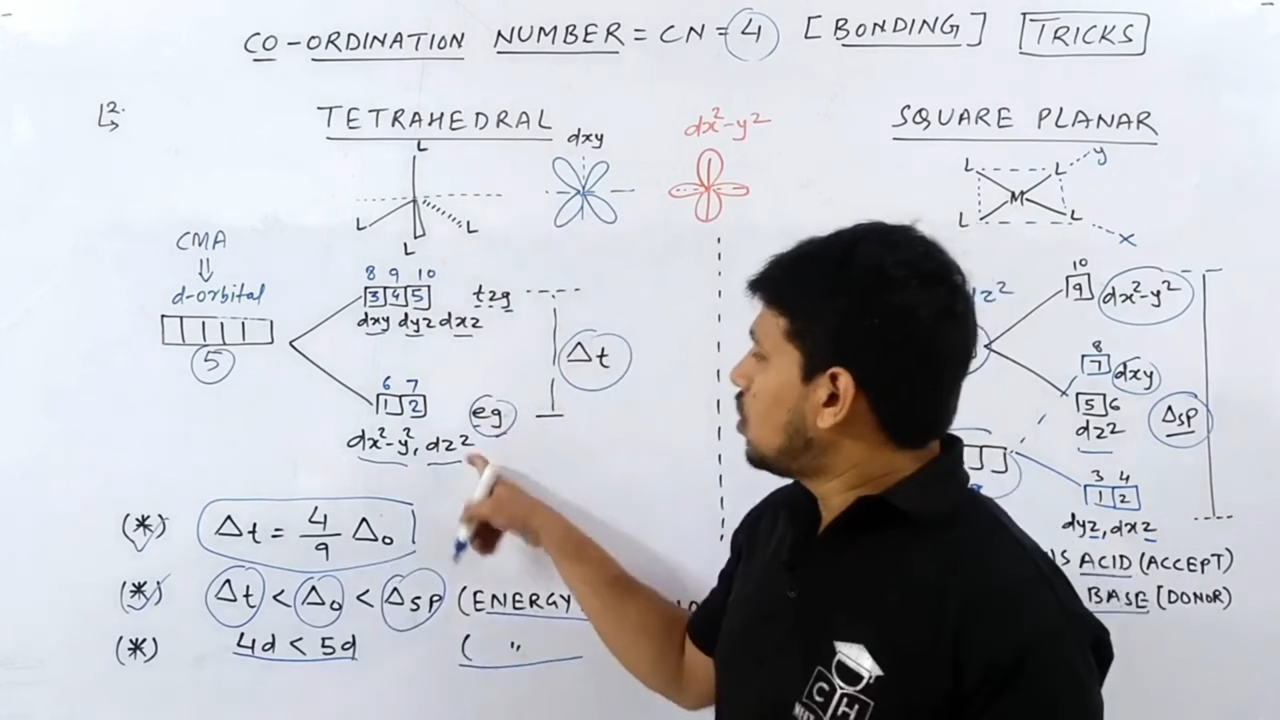 CO-ORDINATION NUMBER = CN = 4 [BONDING] TRICKS
L2.
TETRAHEDRAL
SQUARE PLANAR
dxy
dx²-y²
L
L
L
L
L
L
L
L
M
y
x
CMA
⇓
d-orbital
5
8 9 10
3 4 5
t2g
dxy dyz dxz
Δt
6 7
1 2
eg
dx²-y², dz²
z²
10
9
dx²-y²
8
7
dxy
5 6
dz²
Δsp
3 4
1 2
dyz, dxz
(*) Δt = 4/9 Δo
(*) Δt < Δo < Δsp (ENERGY
(*) 4d < 5d ( "
ACID (ACCEPT)
BASE (DONOR)
CH